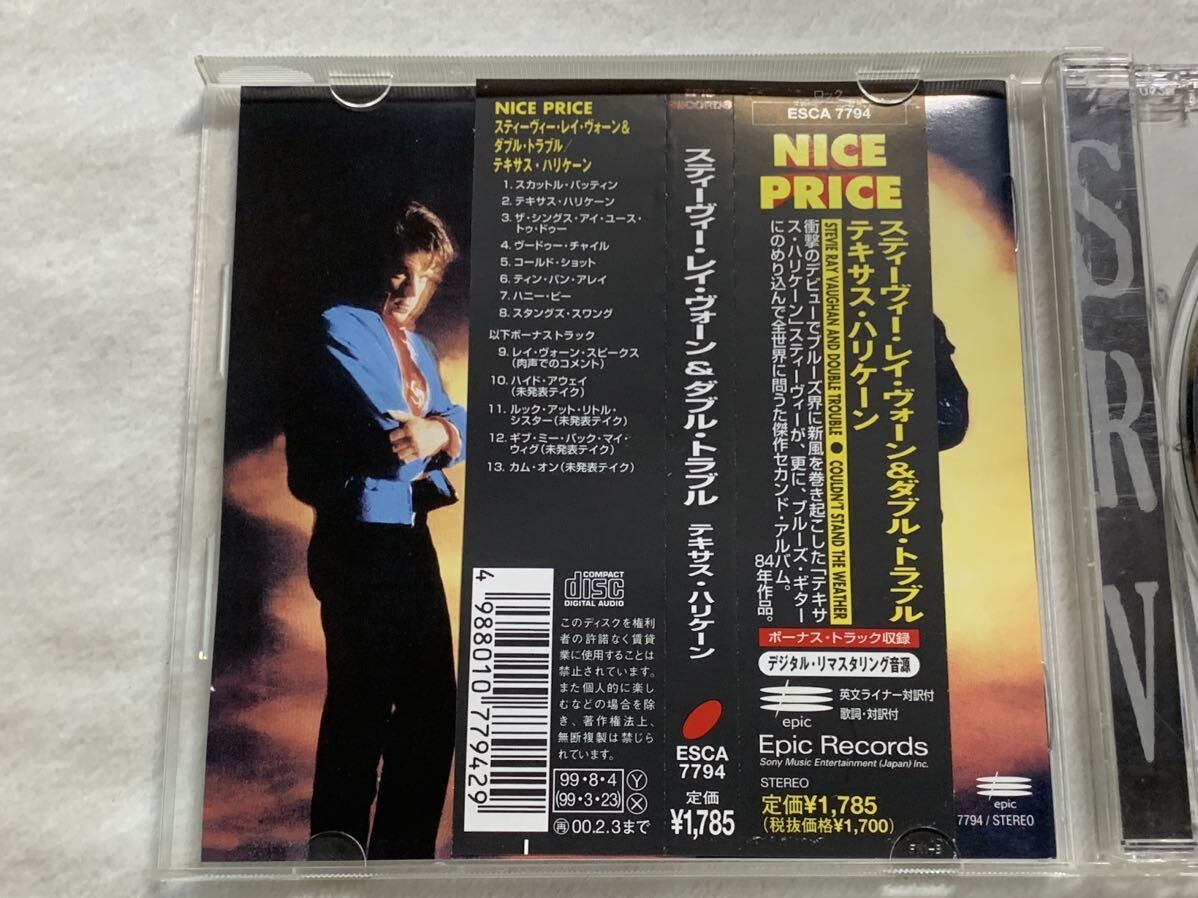 NICE PRICE
スティーヴィー・レイ・ヴォーン&
ダブル・トラブル/
テキサス・ハリケーン
1. スカットル・バッティン
2. テキサス・ハリケーン
3. ザ・シングス・アイ・ユース・
トゥ・ドゥー
4. ヴードゥー・チャイル
5. コールド・ショット
6. ティン・パン・アレイ
7. ハニー・ビー
8. スタングズ・スワング
以下ボーナストラック
9. レイ・ヴォーン・スピークス
(肉声でのコメント)
10. ハイド・アウェイ
(未発表テイク)
11. ルック・アット・リトル・
シスター(未発表テイク)
12. ギブ・ミー・バック・マイ・
ウィグ(未発表テイク)
13. カム・オン(未発表テイク)
4 988010 779429
COMPACT
disc
DIGITAL AUDIO
このディスクを権利
者の許諾なく賃貸
業に使用することは
禁止されています。
また個人的に楽し
むなどの場合を除
き、著作権法上、
無断複製は禁じら
れています。
99・8・4
(99・3・23)
Y
X
再 00.2.3まで
EPIC
RECORDS
スティーヴィー・レイ・ヴォーン&ダブル・トラブル テキサス・ハリケーン
ESCA
7794
定価
¥1,785
ロック
ESCA 7794
NICE
PRICE
スティーヴィー・レイ・ヴォーン&ダブル・トラブル
テキサス・ハリケーン
STEVIE RAY VAUGHAN AND DOUBLE TROUBLE ● COULDN'T STAND THE WEATHER
衝撃のデビューでブルーズ界に新風を巻き起こした「テキサ
ス・ハリケーン」スティーヴィーが、更に、ブルーズ・ギター
にのめり込んで全世界に問うた傑作セカンド・アルバム。
84年作品。
ボーナス・トラック収録
デジタル・リマスタリング音源
epic
英文ライナー対訳付
歌詞・対訳付
Epic Records
Sony Music Entertainment (Japan) Inc.
STEREO
定価¥1,785
(税抜価格¥1,700)
epic
7794 / STEREO
S
R
V